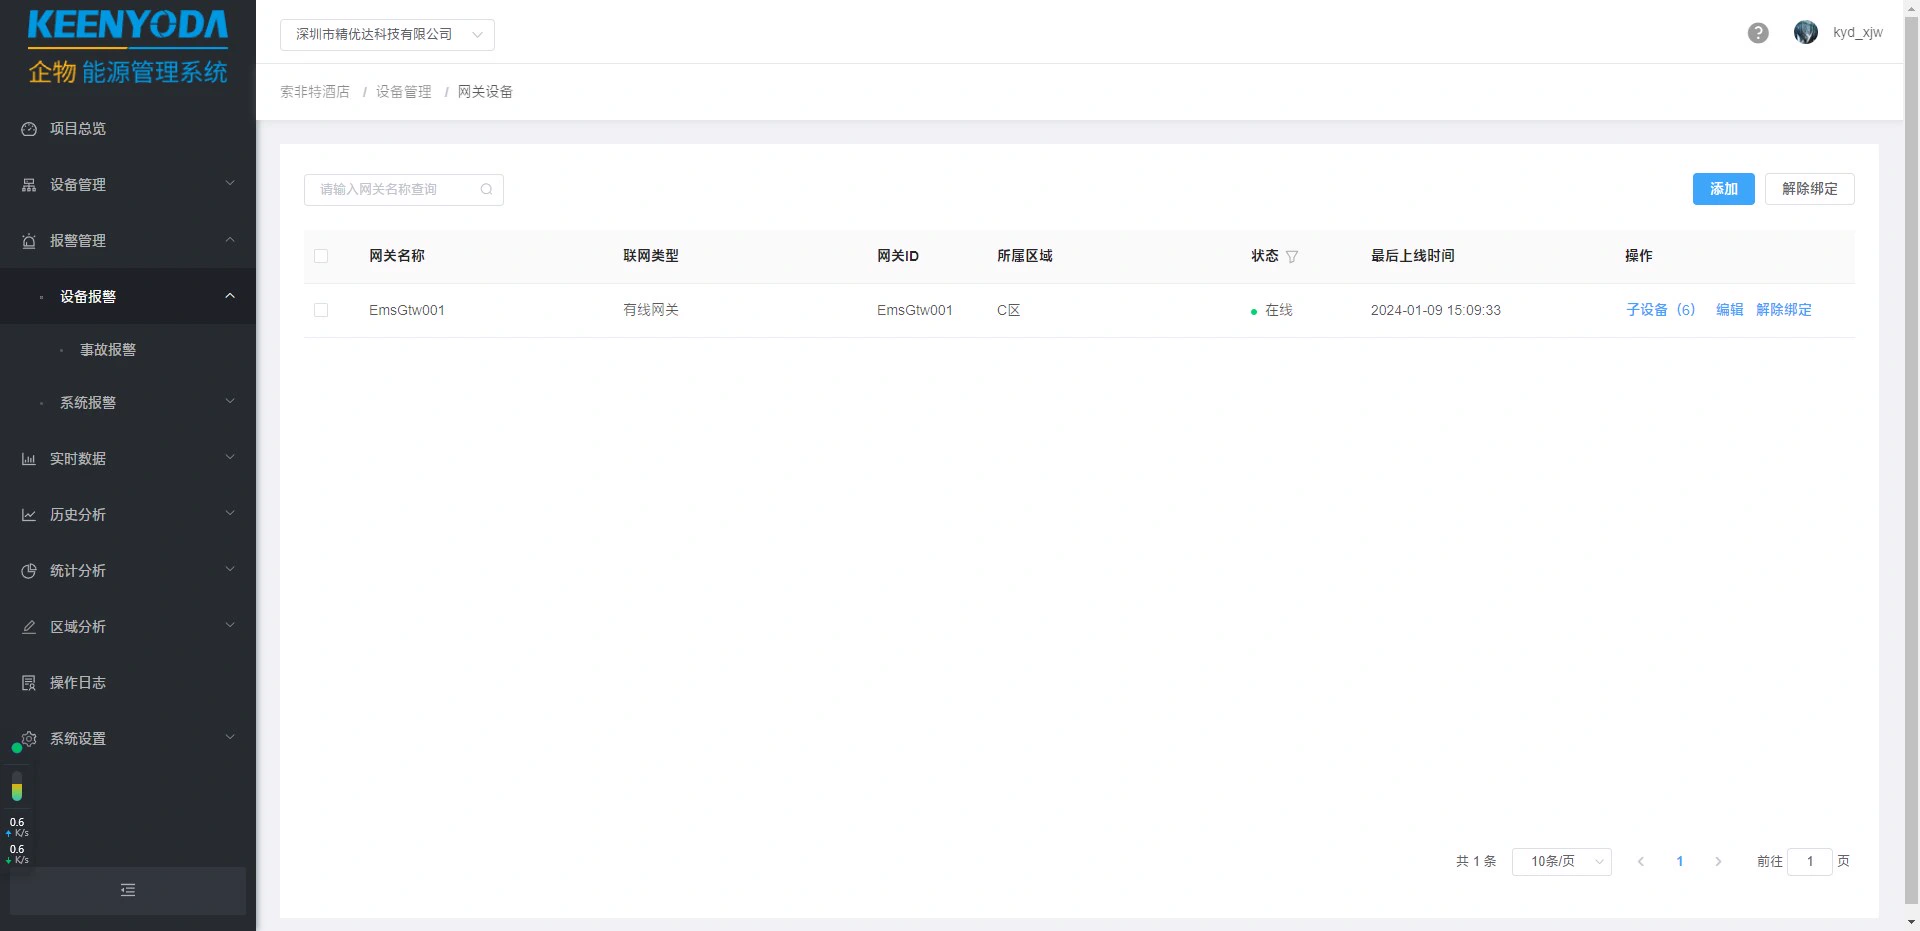 KEENYODA
企物 能源管理系统
项目总览
设备管理
报警管理
设备报警
事故报警
系统报警
实时数据
历史分析
统计分析
区域分析
操作日志
系统设置
0.6
K/s
0.6
K/s
深圳市精优达科技有限公司
? kyd_xjw
索非特酒店 / 设备管理 / 网关设备
请输入网关名称查询
添加 解除绑定
网关名称 联网类型 网关ID 所属区域 状态 最后上线时间 操作
EmsGtw001 有线网关 EmsGtw001 C区 在线 2024-01-09 15:09:33 子设备（6） 编辑 解除绑定
共 1 条 10条/页 1 前往 1 页